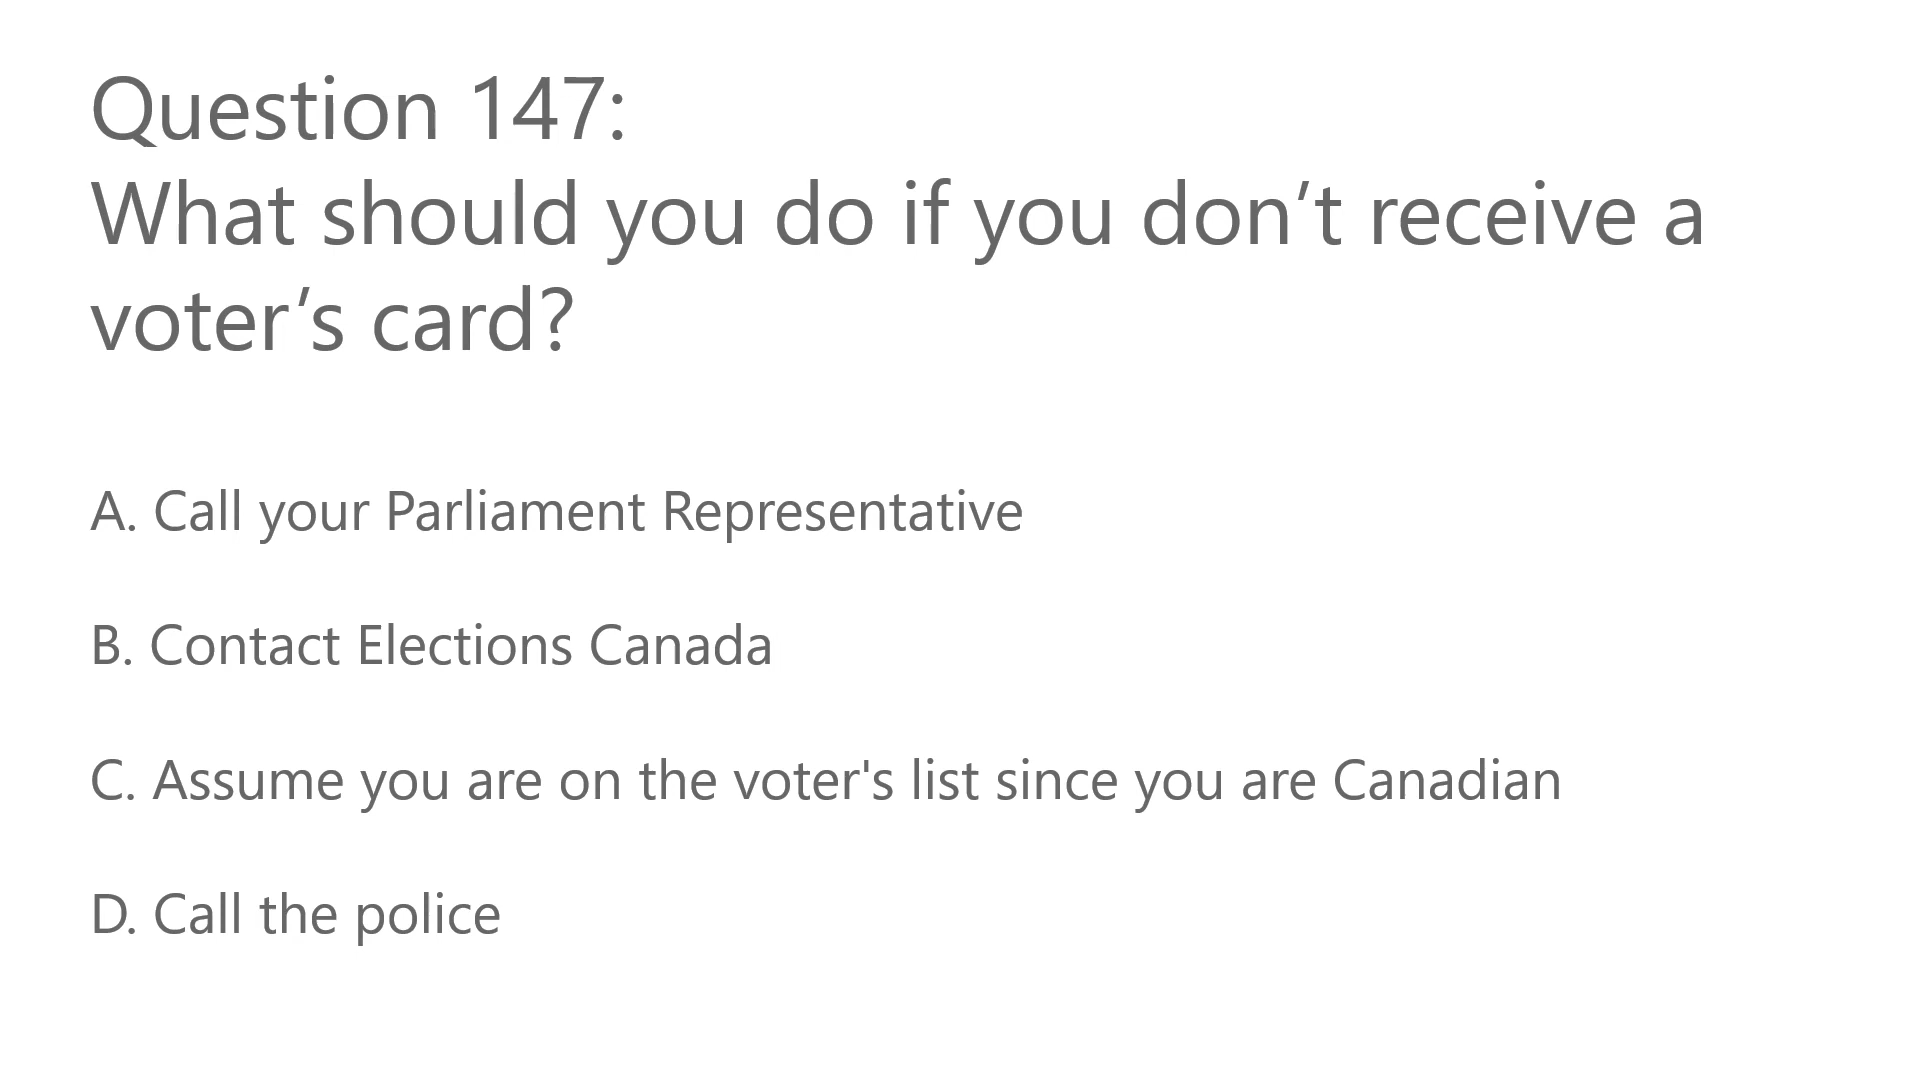 Question 147:
What should you do if you don’t receive a
voter’s card?
A. Call your Parliament Representative
B. Contact Elections Canada
C. Assume you are on the voter's list since you are Canadian
D. Call the police